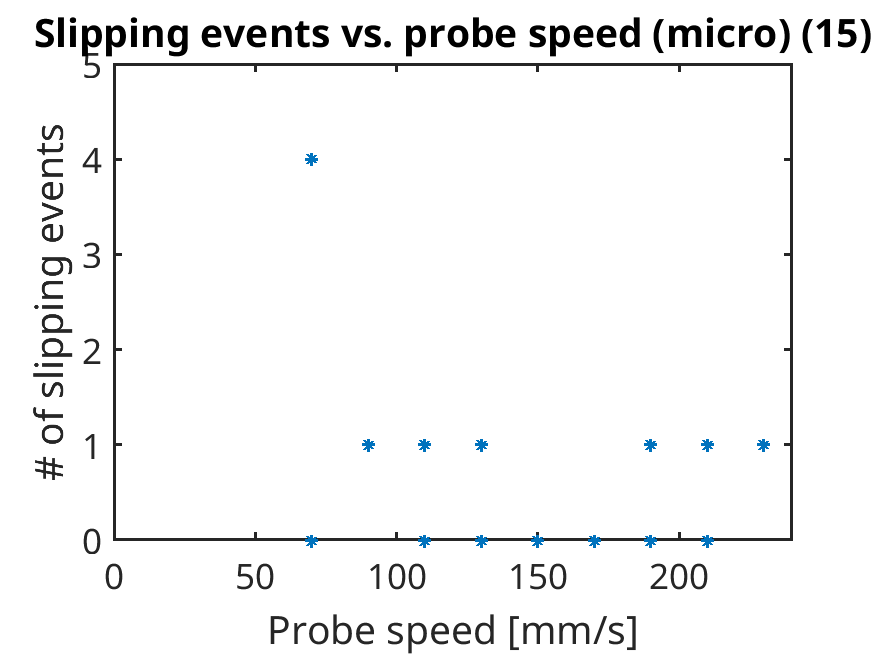 Slipping events vs. probe speed (micro) (15)
5
4
3
2
1
0
# of slipping events
0 50 100 150 200
Probe speed [mm/s]